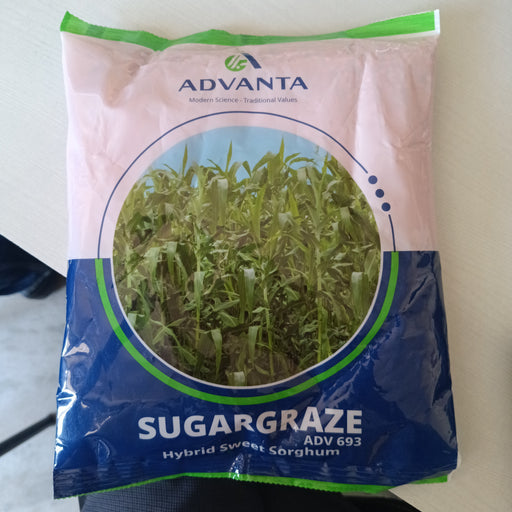 ADVANTA
Modern Science - Traditional Values
SUGARGRAZE
ADV 693
Hybrid Sweet Sorghum